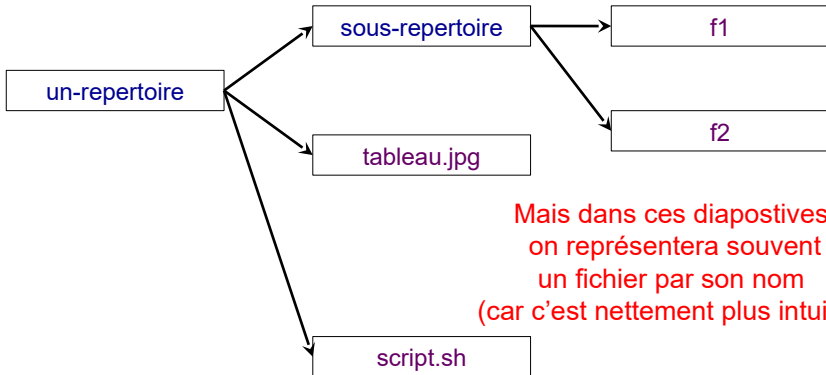 sous-repertoire
f1
un-repertoire
f2
tableau.jpg
Mais dans ces diapostives
on représentera souvent
un fichier par son nom
(car c'est nettement plus
script.sh